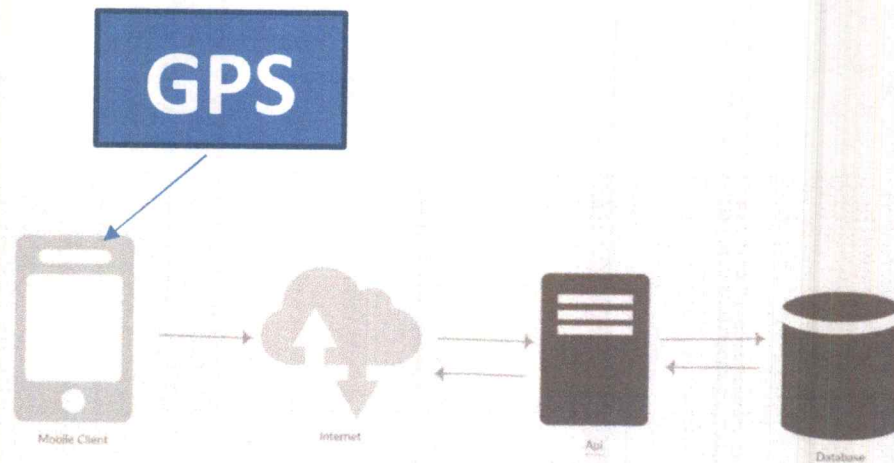 GPS
Mobile Client
Internet
Api
Database